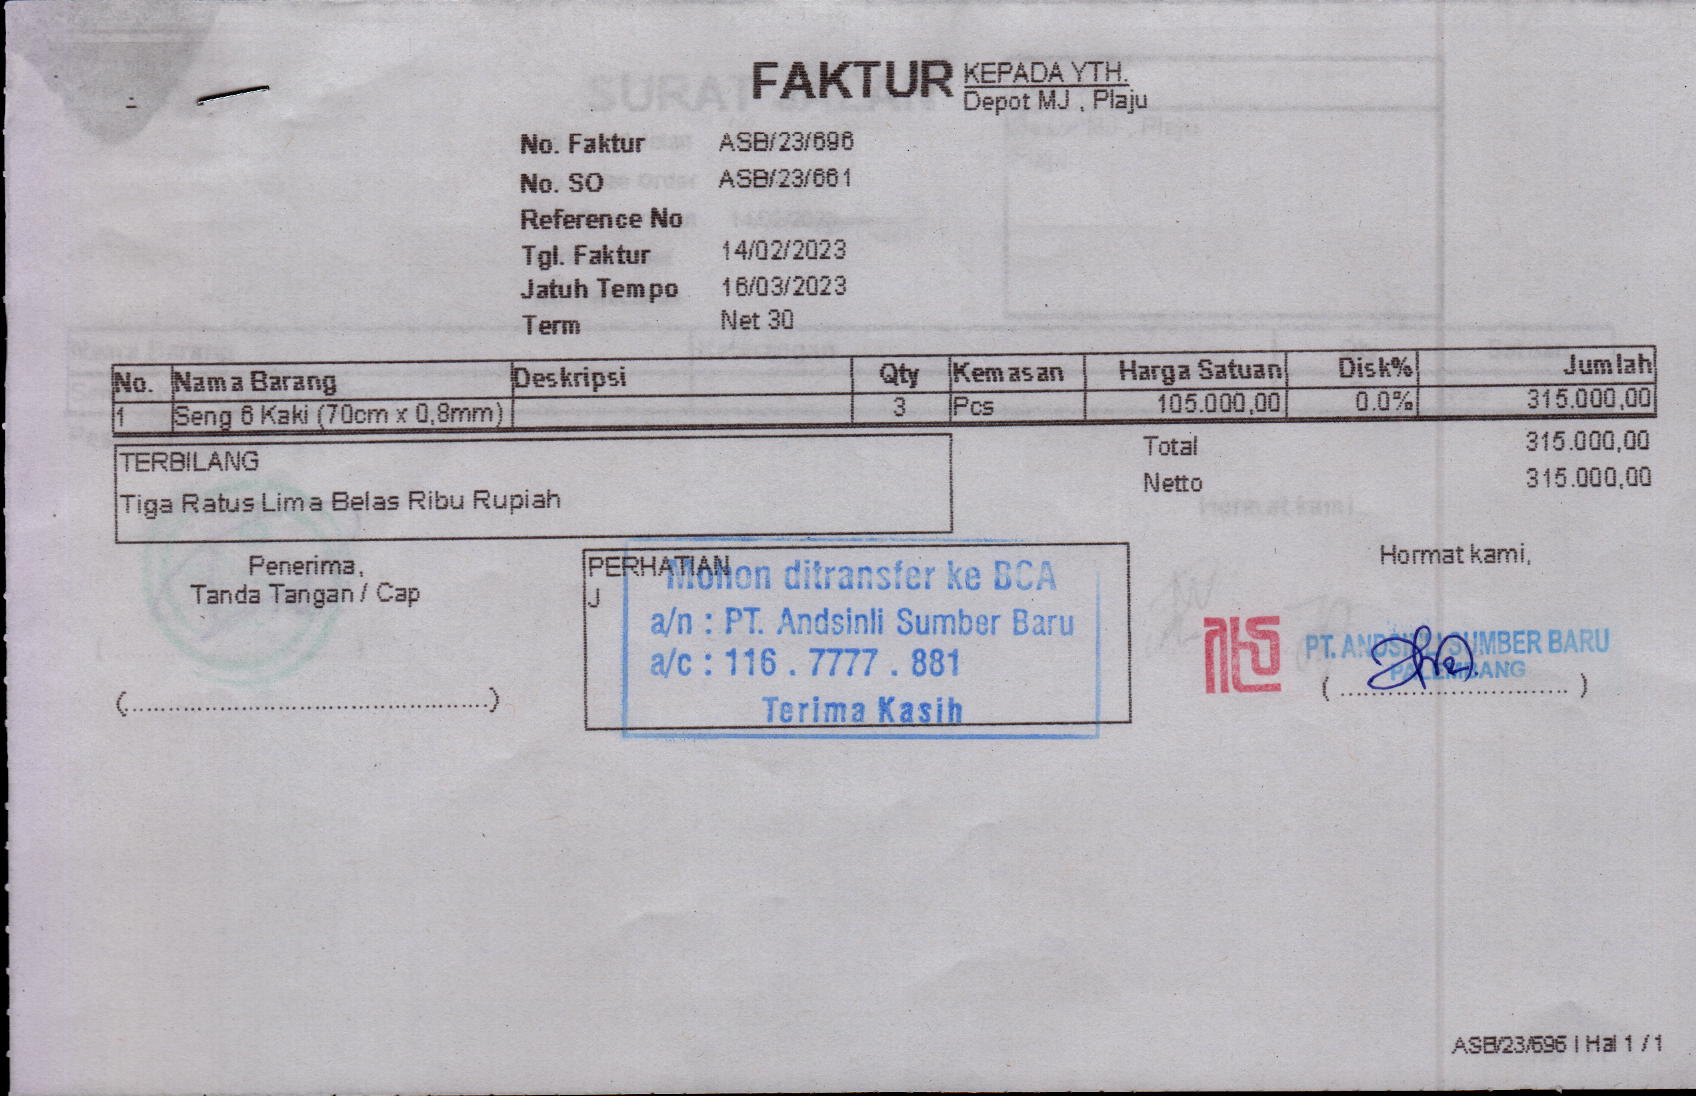 FAKTUR
KEPADA YTH.
Depot MJ , Plaju
No. Faktur ASB/23/696
No. SO ASB/23/661
Reference No
Tgl. Faktur 14/02/2023
Jatuh Tempo 16/03/2023
Term Net 30
No. Nama Barang Deskripsi Qty Kemasan Harga Satuan Disk% Jumlah
1 Seng 6 Kaki (70cm x 0,8mm) 3 Pcs 105.000,00 0.0% 315.000,00
Total 315.000,00
Netto 315.000,00
TERBILANG
Tiga Ratus Lima Belas Ribu Rupiah
Penerima,
Tanda Tangan / Cap
(............................................)
PERHATIAN
J
Mohon ditransfer ke BCA
a/n : PT. Andsinli Sumber Baru
a/c : 116 . 7777 . 881
Terima Kasih
Hormat kami,
PT. ANDSINLI SUMBER BARU
PALEMBANG
( ............................ )
ASB/23/696 | Hal 1 / 1